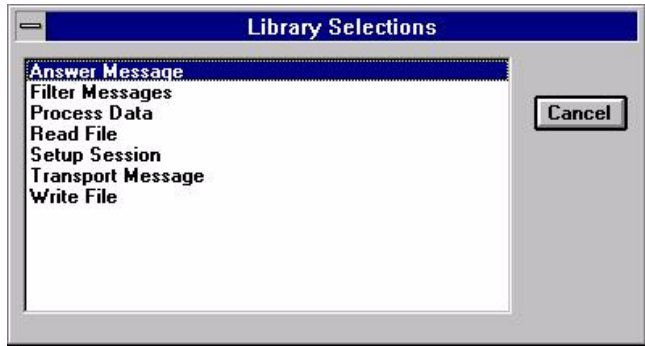 Library Selections
Answer Message
Filter Messages
Process Data
Read File
Setup Session
Transport Message
Write File
Cancel